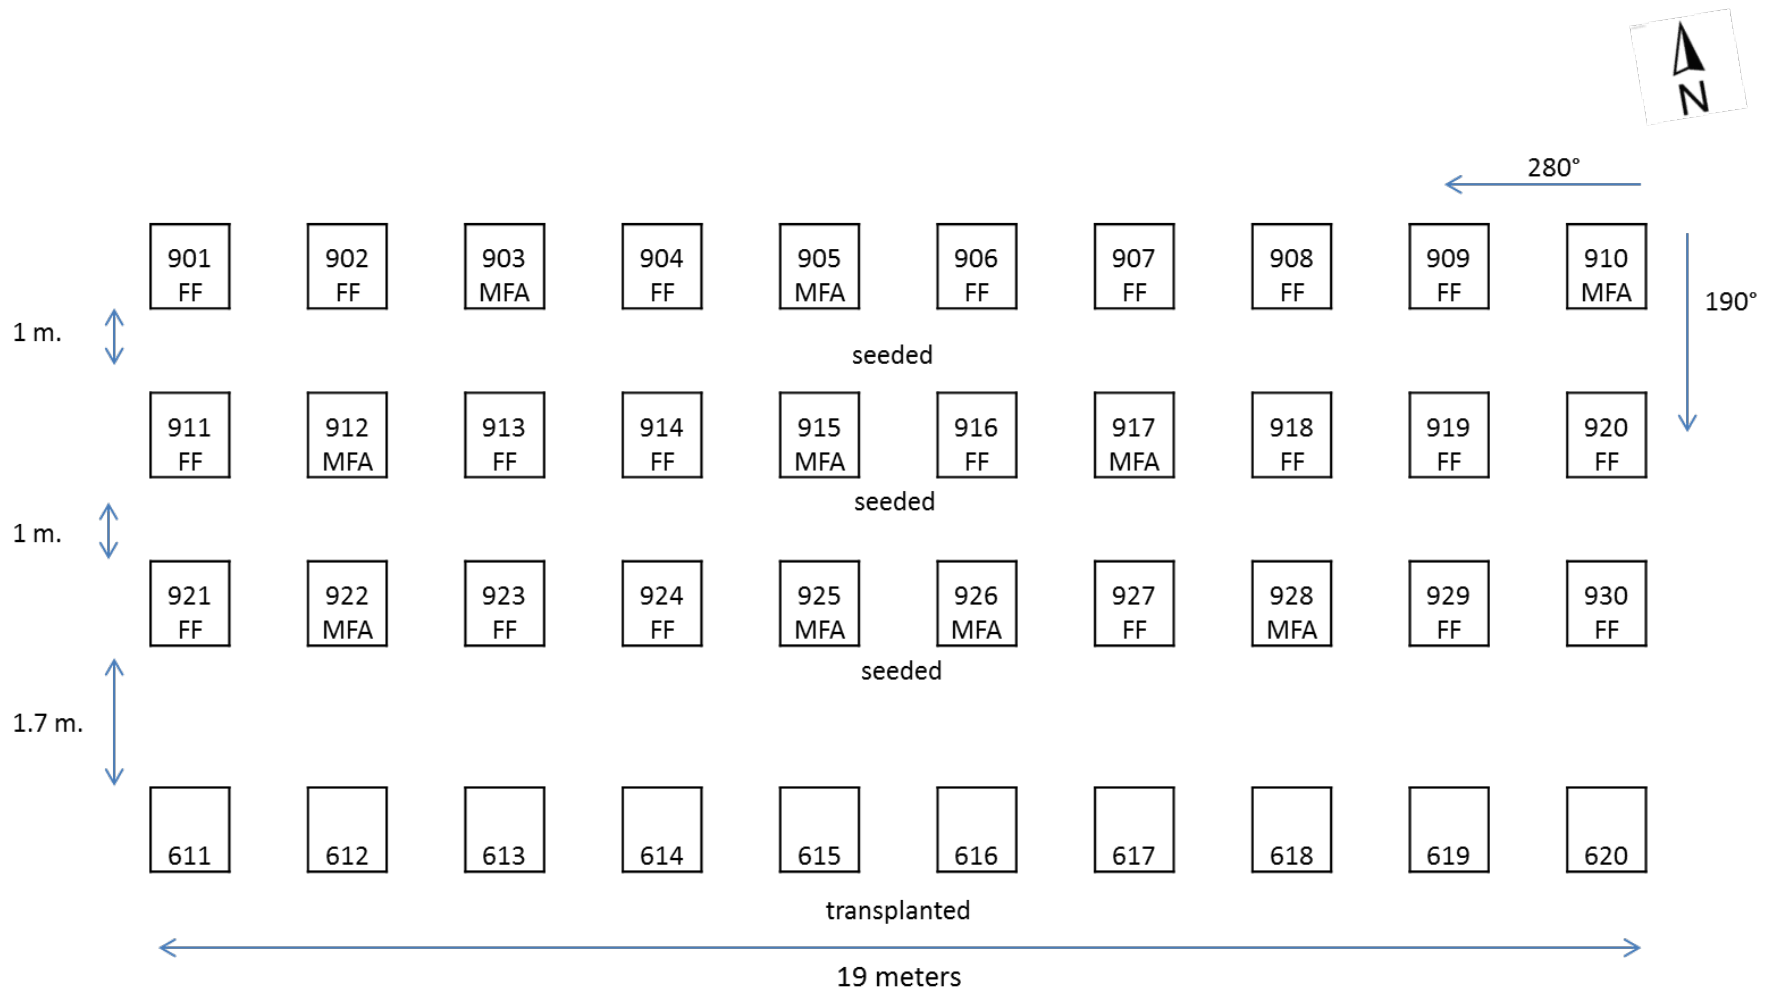 N
280°
190°
901 902 903 904 905 906 907 908 909 910
FF FF MFA FF MFA FF FF FF FF MFA
1 m.
seeded
911 912 913 914 915 916 917 918 919 920
FF MFA FF FF MFA FF MFA FF FF FF
seeded
1 m.
921 922 923 924 925 926 927 928 929 930
FF MFA FF FF MFA MFA FF MFA FF FF
seeded
1.7 m.
611 612 613 614 615 616 617 618 619 620
transplanted
19 meters